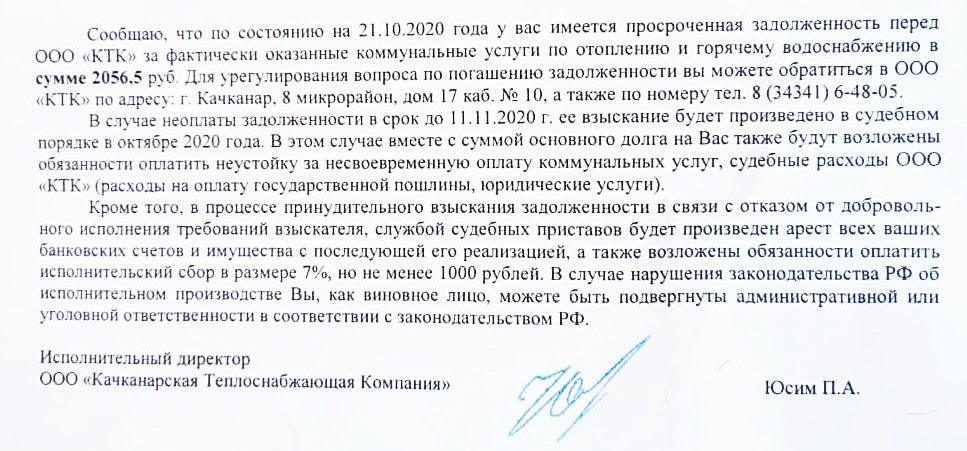 Сообщаю, что по состоянию на 21.10.2020 года у вас имеется просроченная задолженность перед
ООО «КТК» за фактически оказанные коммунальные услуги по отоплению и горячему водоснабжению в
сумме 2056,5 руб. Для урегулирования вопроса по погашению задолженности вы можете обратиться в ООО
«КТК» по адресу: г. Качканар, 8 микрорайон, дом 17 каб. № 10, а также по номеру тел. 8 (34341) 6-48-05.
В случае неоплаты задолженности в срок до 11.11.2020 г. ее взыскание будет произведено в судебном
порядке в октябре 2020 года. В этом случае вместе с суммой основного долга на Вас также будут возложены
обязанности оплатить неустойку за несвоевременную оплату коммунальных услуг, судебные расходы ООО
«КТК» (расходы на оплату государственной пошлины, юридические услуги).
Кроме того, в процессе принудительного взыскания задолженности в связи с отказом от доброволь-
ного исполнения требований взыскателя, службой судебных приставов будет произведен арест всех ваших
банковских счетов и имущества с последующей его реализацией, а также возложены обязанности оплатить
исполнительский сбор в размере 7%, но не менее 1000 рублей. В случае нарушения законодательства РФ об
исполнительном производстве Вы, как виновное лицо, можете быть подвергнуты административной или
уголовной ответственности в соответствии с законодательством РФ.
Исполнительный директор
ООО «Качканарская Теплоснабжающая Компания»
Юсим П.А.